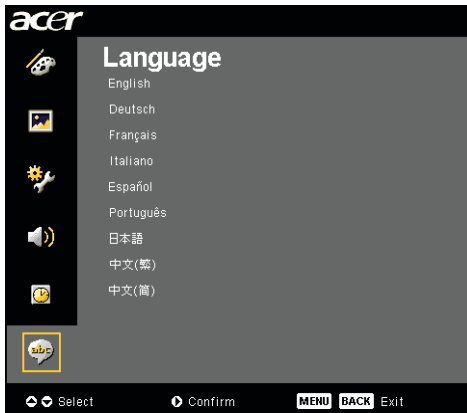 acer
Language
English
Deutsch
Français
Italiano
Español
Português
日本語
中文(繁)
中文(简)
abc
Select Confirm MENU BACK Exit